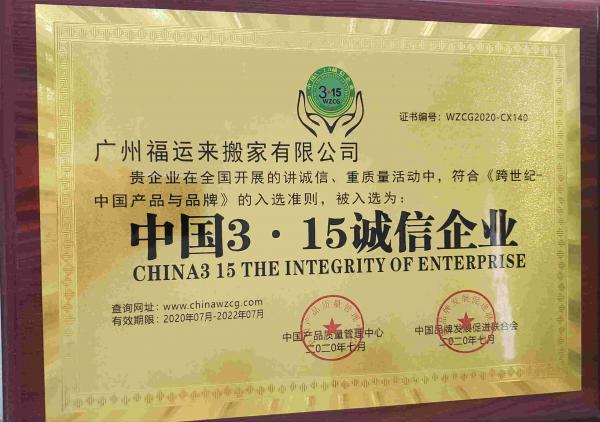 3·15
WZCG
证书编号：WZCG2020-CX140
广州福运来搬家有限公司
贵企业在全国开展的讲诚信、重质量活动中，符合《跨世纪-
中国产品与品牌》的入选准则，被入选为：
中国3·15诚信企业
CHINA3 15 THE INTEGRITY OF ENTERPRISE
查询网址：www.chinawzcg.com
有效期限：2020年07月-2022年07月
中国产品质量管理中心
二〇二〇年七月
中国品牌发展促进联合会
二〇二〇年七月